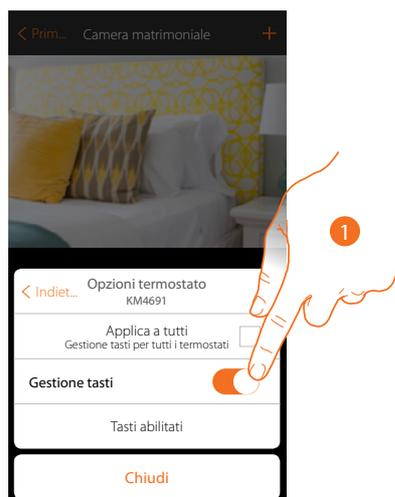 Prim... Camera matrimoniale +
1
Indiet... Opzioni termostato
KM4691
Applica a tutti
Gestione tasti per tutti i termostati
Gestione tasti
Tasti abilitati
Chiudi